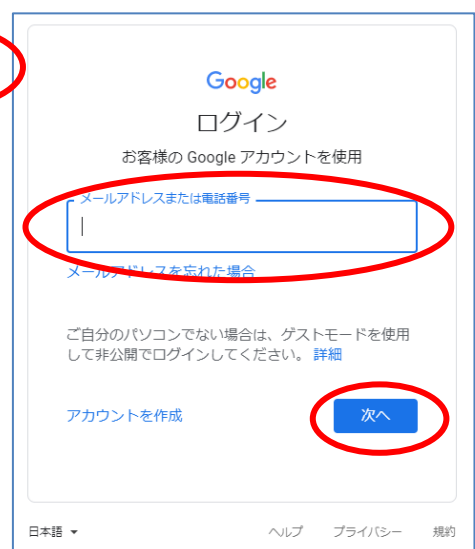 Google
ログイン
お客様の Google アカウントを使用
メールアドレスまたは電話番号
メールアドレスを忘れた場合
ご自分のパソコンでない場合は、ゲストモードを使用
して非公開でログインしてください。 詳細
アカウントを作成
次へ
日本語 ヘルプ プライバシー 規約